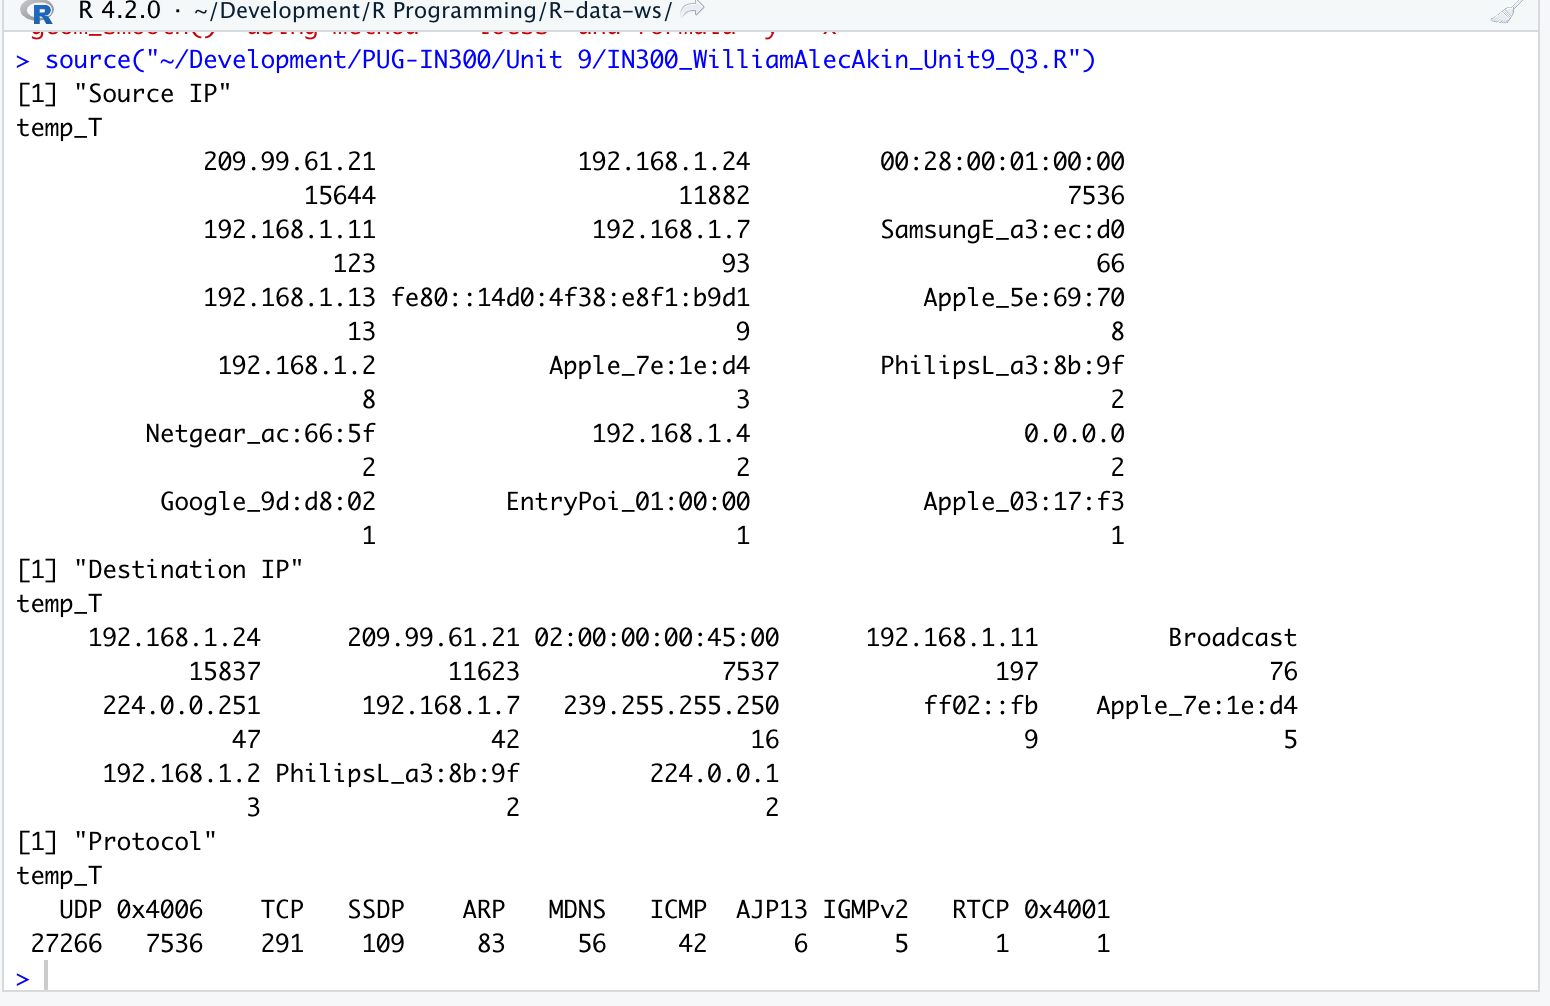 R 4.2.0 · ~/Development/R Programming/R-data-ws/
> source("~/Development/PUG-IN300/Unit 9/IN300_WilliamAlecAkin_Unit9_Q3.R")
[1] "Source IP"
temp_T
209.99.61.21 192.168.1.24 00:28:00:01:00:00
15644 11882 7536
192.168.1.11 192.168.1.7 SamsungE_a3:ec:d0
123 93 66
192.168.1.13 fe80::14d0:4f38:e8f1:b9d1 Apple_5e:69:70
13 9 8
192.168.1.2 Apple_7e:1e:d4 PhilipsL_a3:8b:9f
8 3 2
Netgear_ac:66:5f 192.168.1.4 0.0.0.0
2 2 2
Google_9d:d8:02 EntryPoi_01:00:00 Apple_03:17:f3
1 1 1
[1] "Destination IP"
temp_T
192.168.1.24 209.99.61.21 02:00:00:00:45:00 192.168.1.11 Broadcast
15837 11623 7537 197 76
224.0.0.251 192.168.1.7 239.255.255.250 ff02::fb Apple_7e:1e:d4
47 42 16 9 5
192.168.1.2 PhilipsL_a3:8b:9f 224.0.0.1
3 2 2
[1] "Protocol"
temp_T
UDP 0x4006 TCP SSDP ARP MDNS ICMP AJP13 IGMPv2 RTCP 0x4001
27266 7536 291 109 83 56 42 6 5 1 1
>